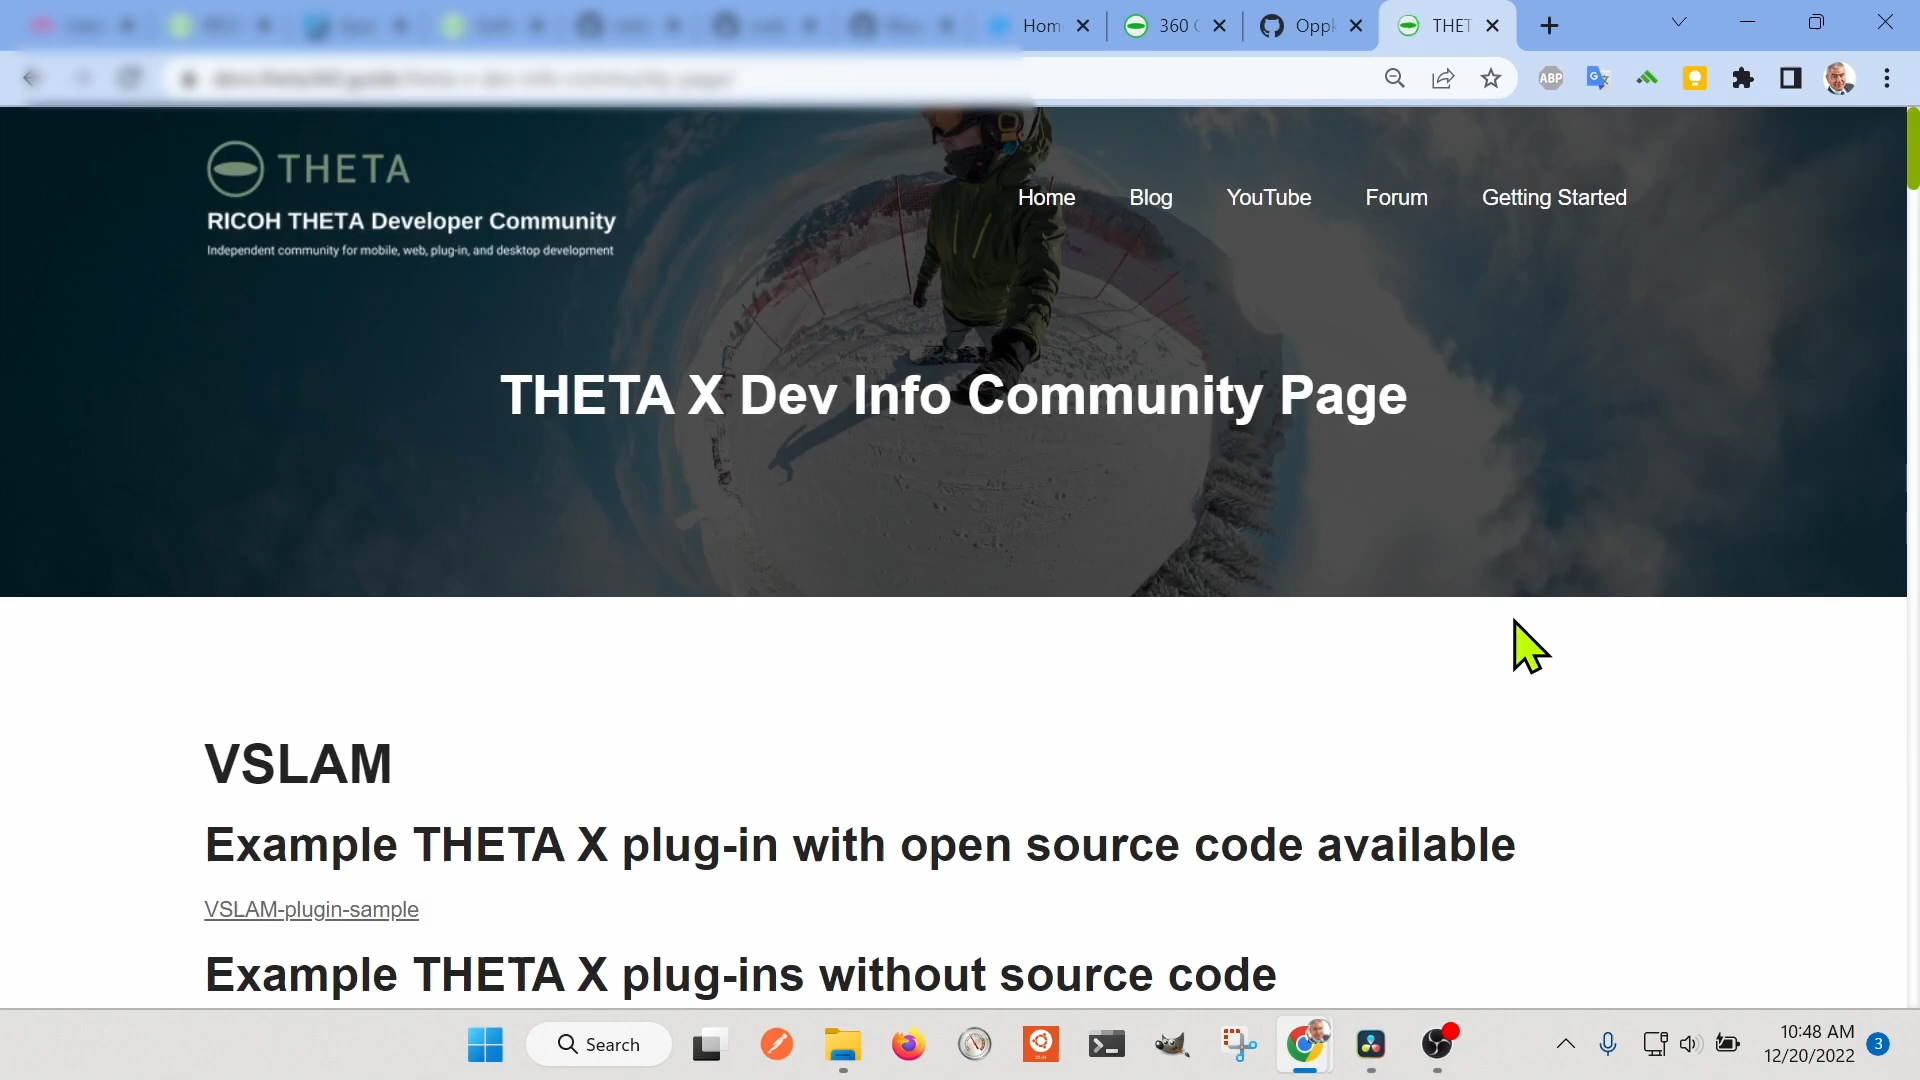 Hom
360
Oppk
THET
ABP
THETA
RICOH THETA Developer Community
Independent community for mobile, web, plug-in, and desktop development
Home Blog YouTube Forum Getting Started
THETA X Dev Info Community Page
VSLAM
Example THETA X plug-in with open source code available
VSLAM-plugin-sample
Example THETA X plug-ins without source code
Search
10:48 AM
12/20/2022
3